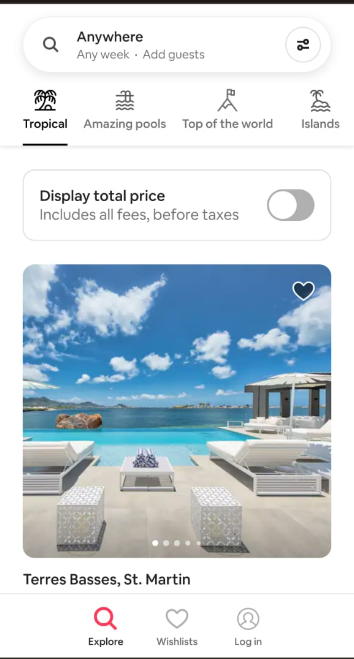 Anywhere
Any week · Add guests
Tropical
Amazing pools
Top of the world
Islands
Display total price
Includes all fees, before taxes
Terres Basses, St. Martin
Explore
Wishlists
Log in